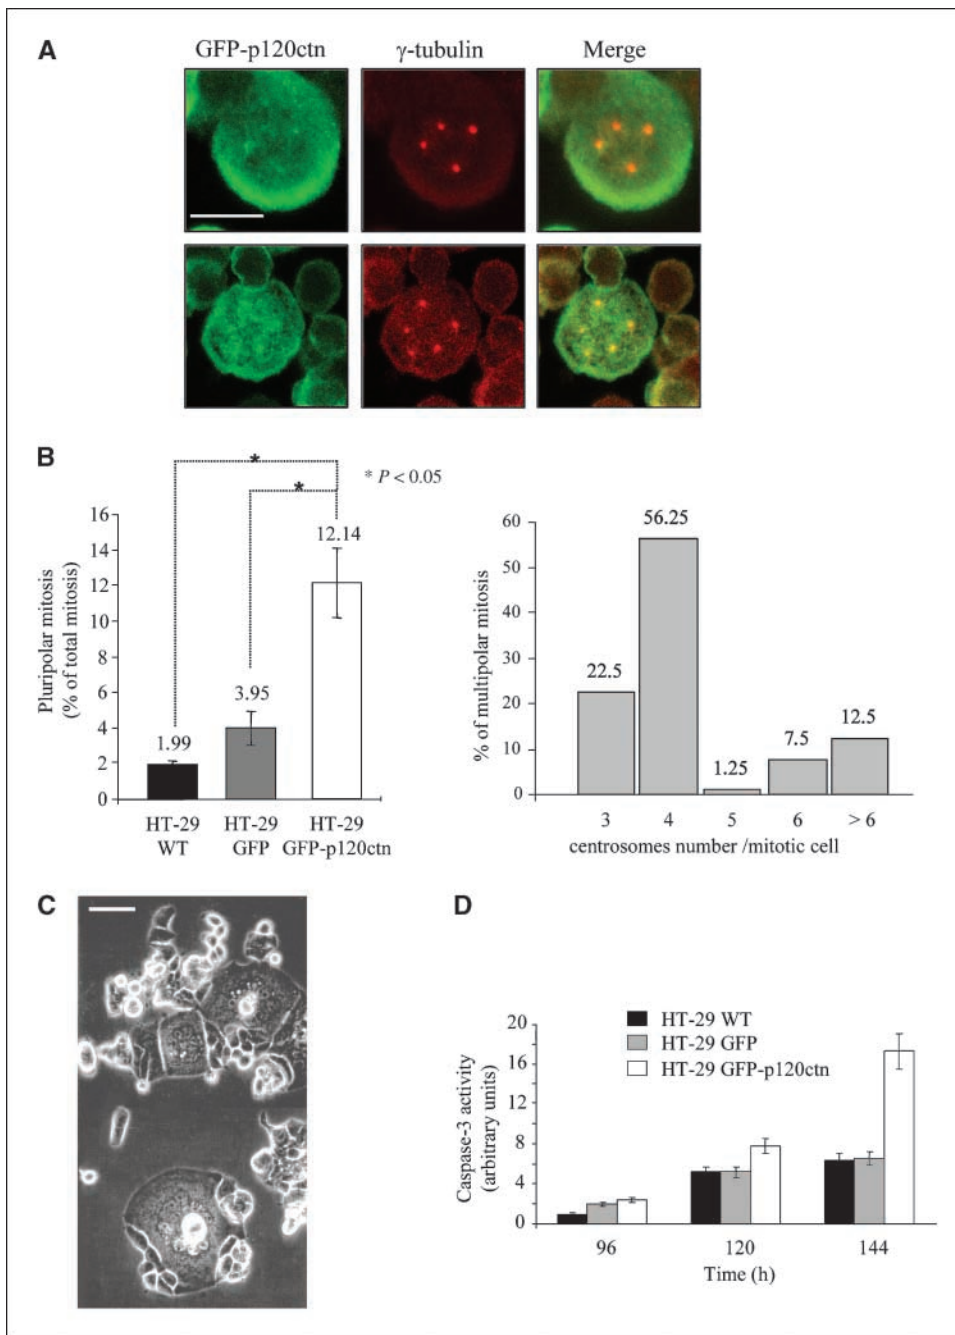 A
GFP-p120ctn
γ-tubulin
Merge
B
* P < 0.05
*
*
Pluripolar mitosis
(% of total mitosis)
16
14
12
10
8
6
4
2
0
1.99
3.95
12.14
HT-29
WT
HT-29
GFP
HT-29
GFP-p120ctn
% of multipolar mitosis
60
50
40
30
20
10
0
22.5
56.25
1.25
7.5
12.5
3
4
5
6
> 6
centrosomes number /mitotic cell
C
D
HT-29 WT
HT-29 GFP
HT-29 GFP-p120ctn
Caspase-3 activity
(arbitrary units)
20
16
12
8
4
0
96
120
144
Time (h)